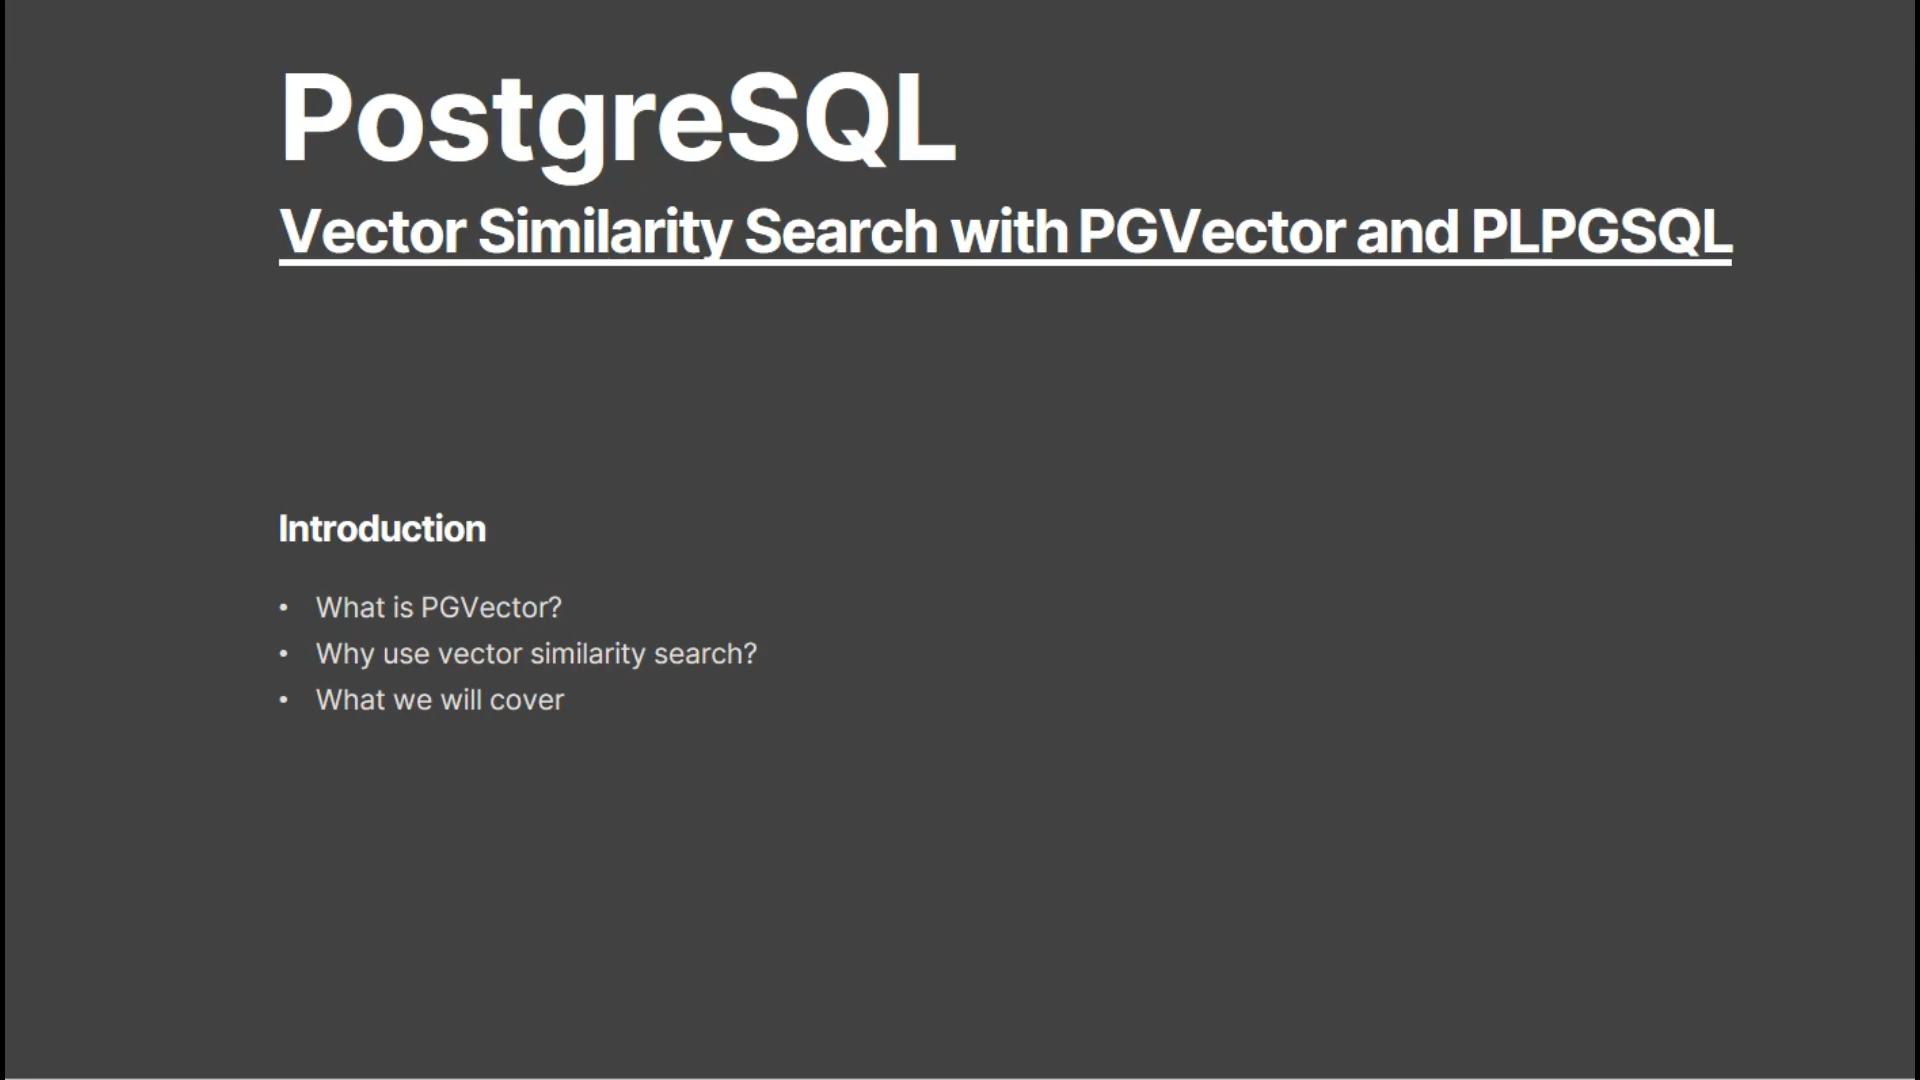 PostgreSQL
Vector Similarity Search with PGVector and PLPGSQL
Introduction
• What is PGVector?
• Why use vector similarity search?
• What we will cover